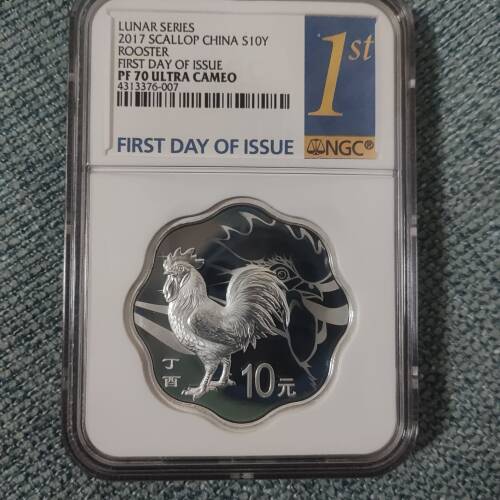 LUNAR SERIES
2017 SCALLOP CHINA S10Y
ROOSTER
FIRST DAY OF ISSUE
PF 70 ULTRA CAMEO
4313376-007
1st
FIRST DAY OF ISSUE
NGC®
丁
酉
10元